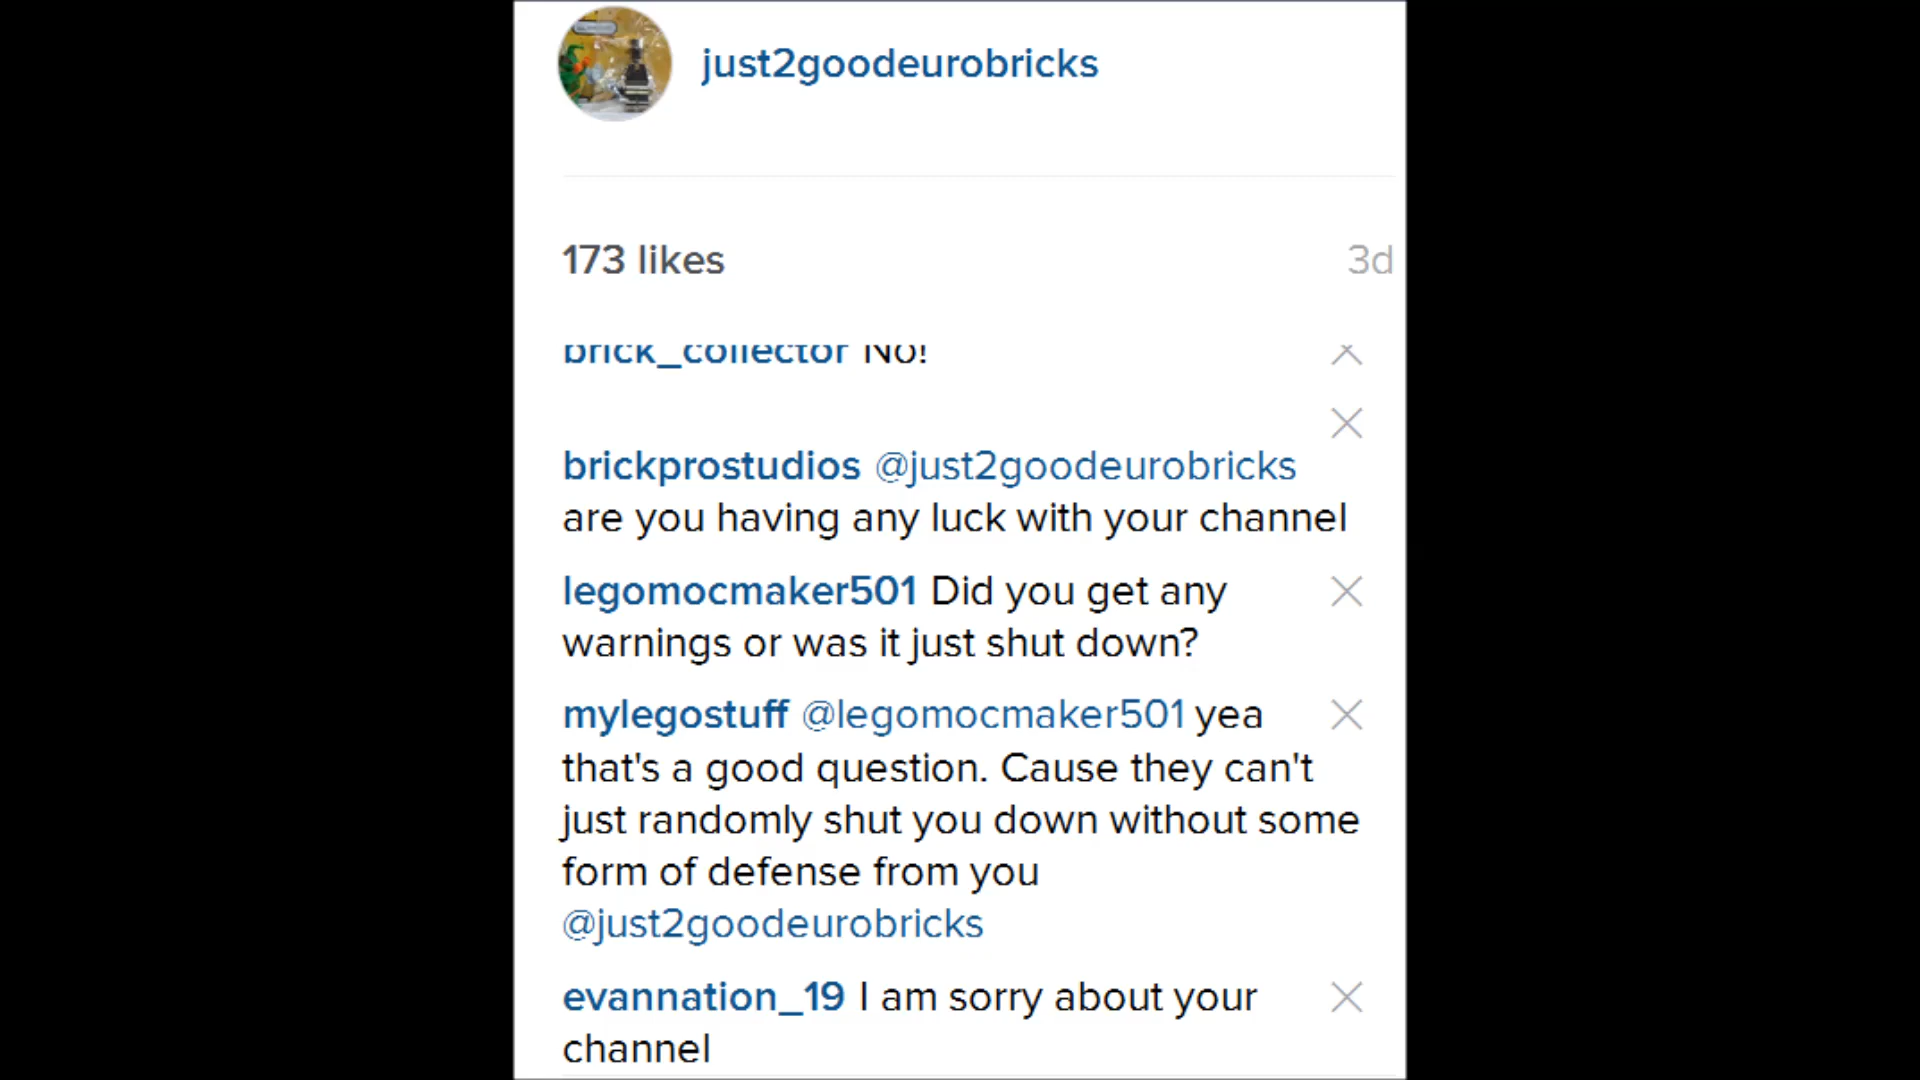 just2goodeurobricks
173 likes 3d
brick_collector No!
brickprostudios @just2goodeurobricks
are you having any luck with your channel
legomocmaker501 Did you get any
warnings or was it just shut down?
mylegostuff @legomocmaker501 yea
that's a good question. Cause they can't
just randomly shut you down without some
form of defense from you
@just2goodeurobricks
evannation_19 I am sorry about your
channel